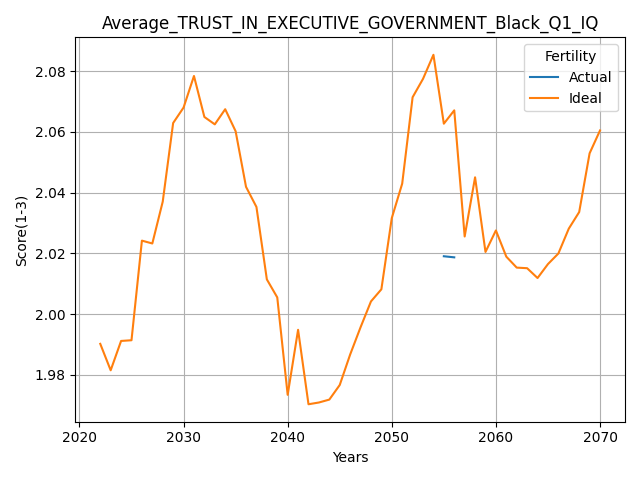 Average_TRUST_IN_EXECUTIVE_GOVERNMENT_Black_Q1_IQ
Fertility
Actual
Ideal
Score(1-3)
2.08
2.06
2.04
2.02
2.00
1.98
2020 2030 2040 2050 2060 2070
Years